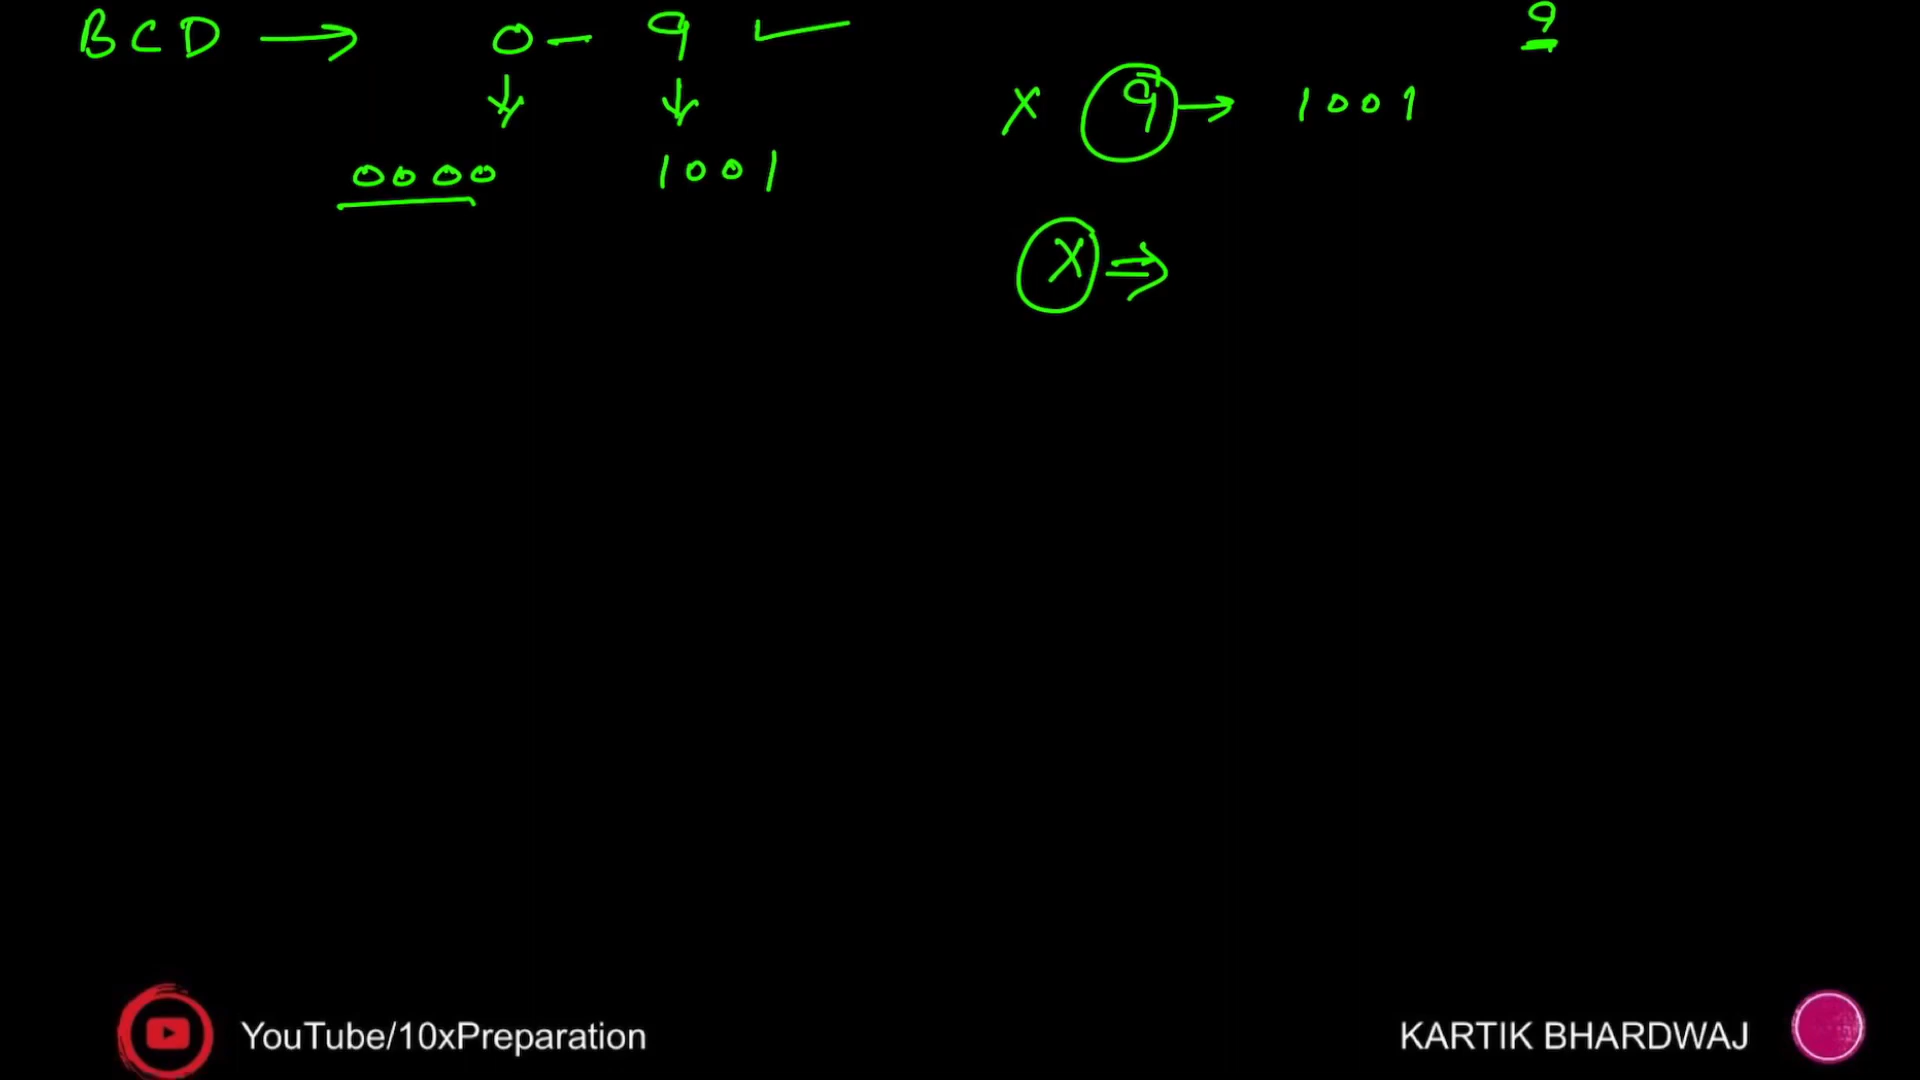 BCD → 0 - 9 ✓
9
↓ ↓
X 9 → 1001
0000 1001
X ⇒
YouTube/10xPreparation
KARTIK BHARDWAJ